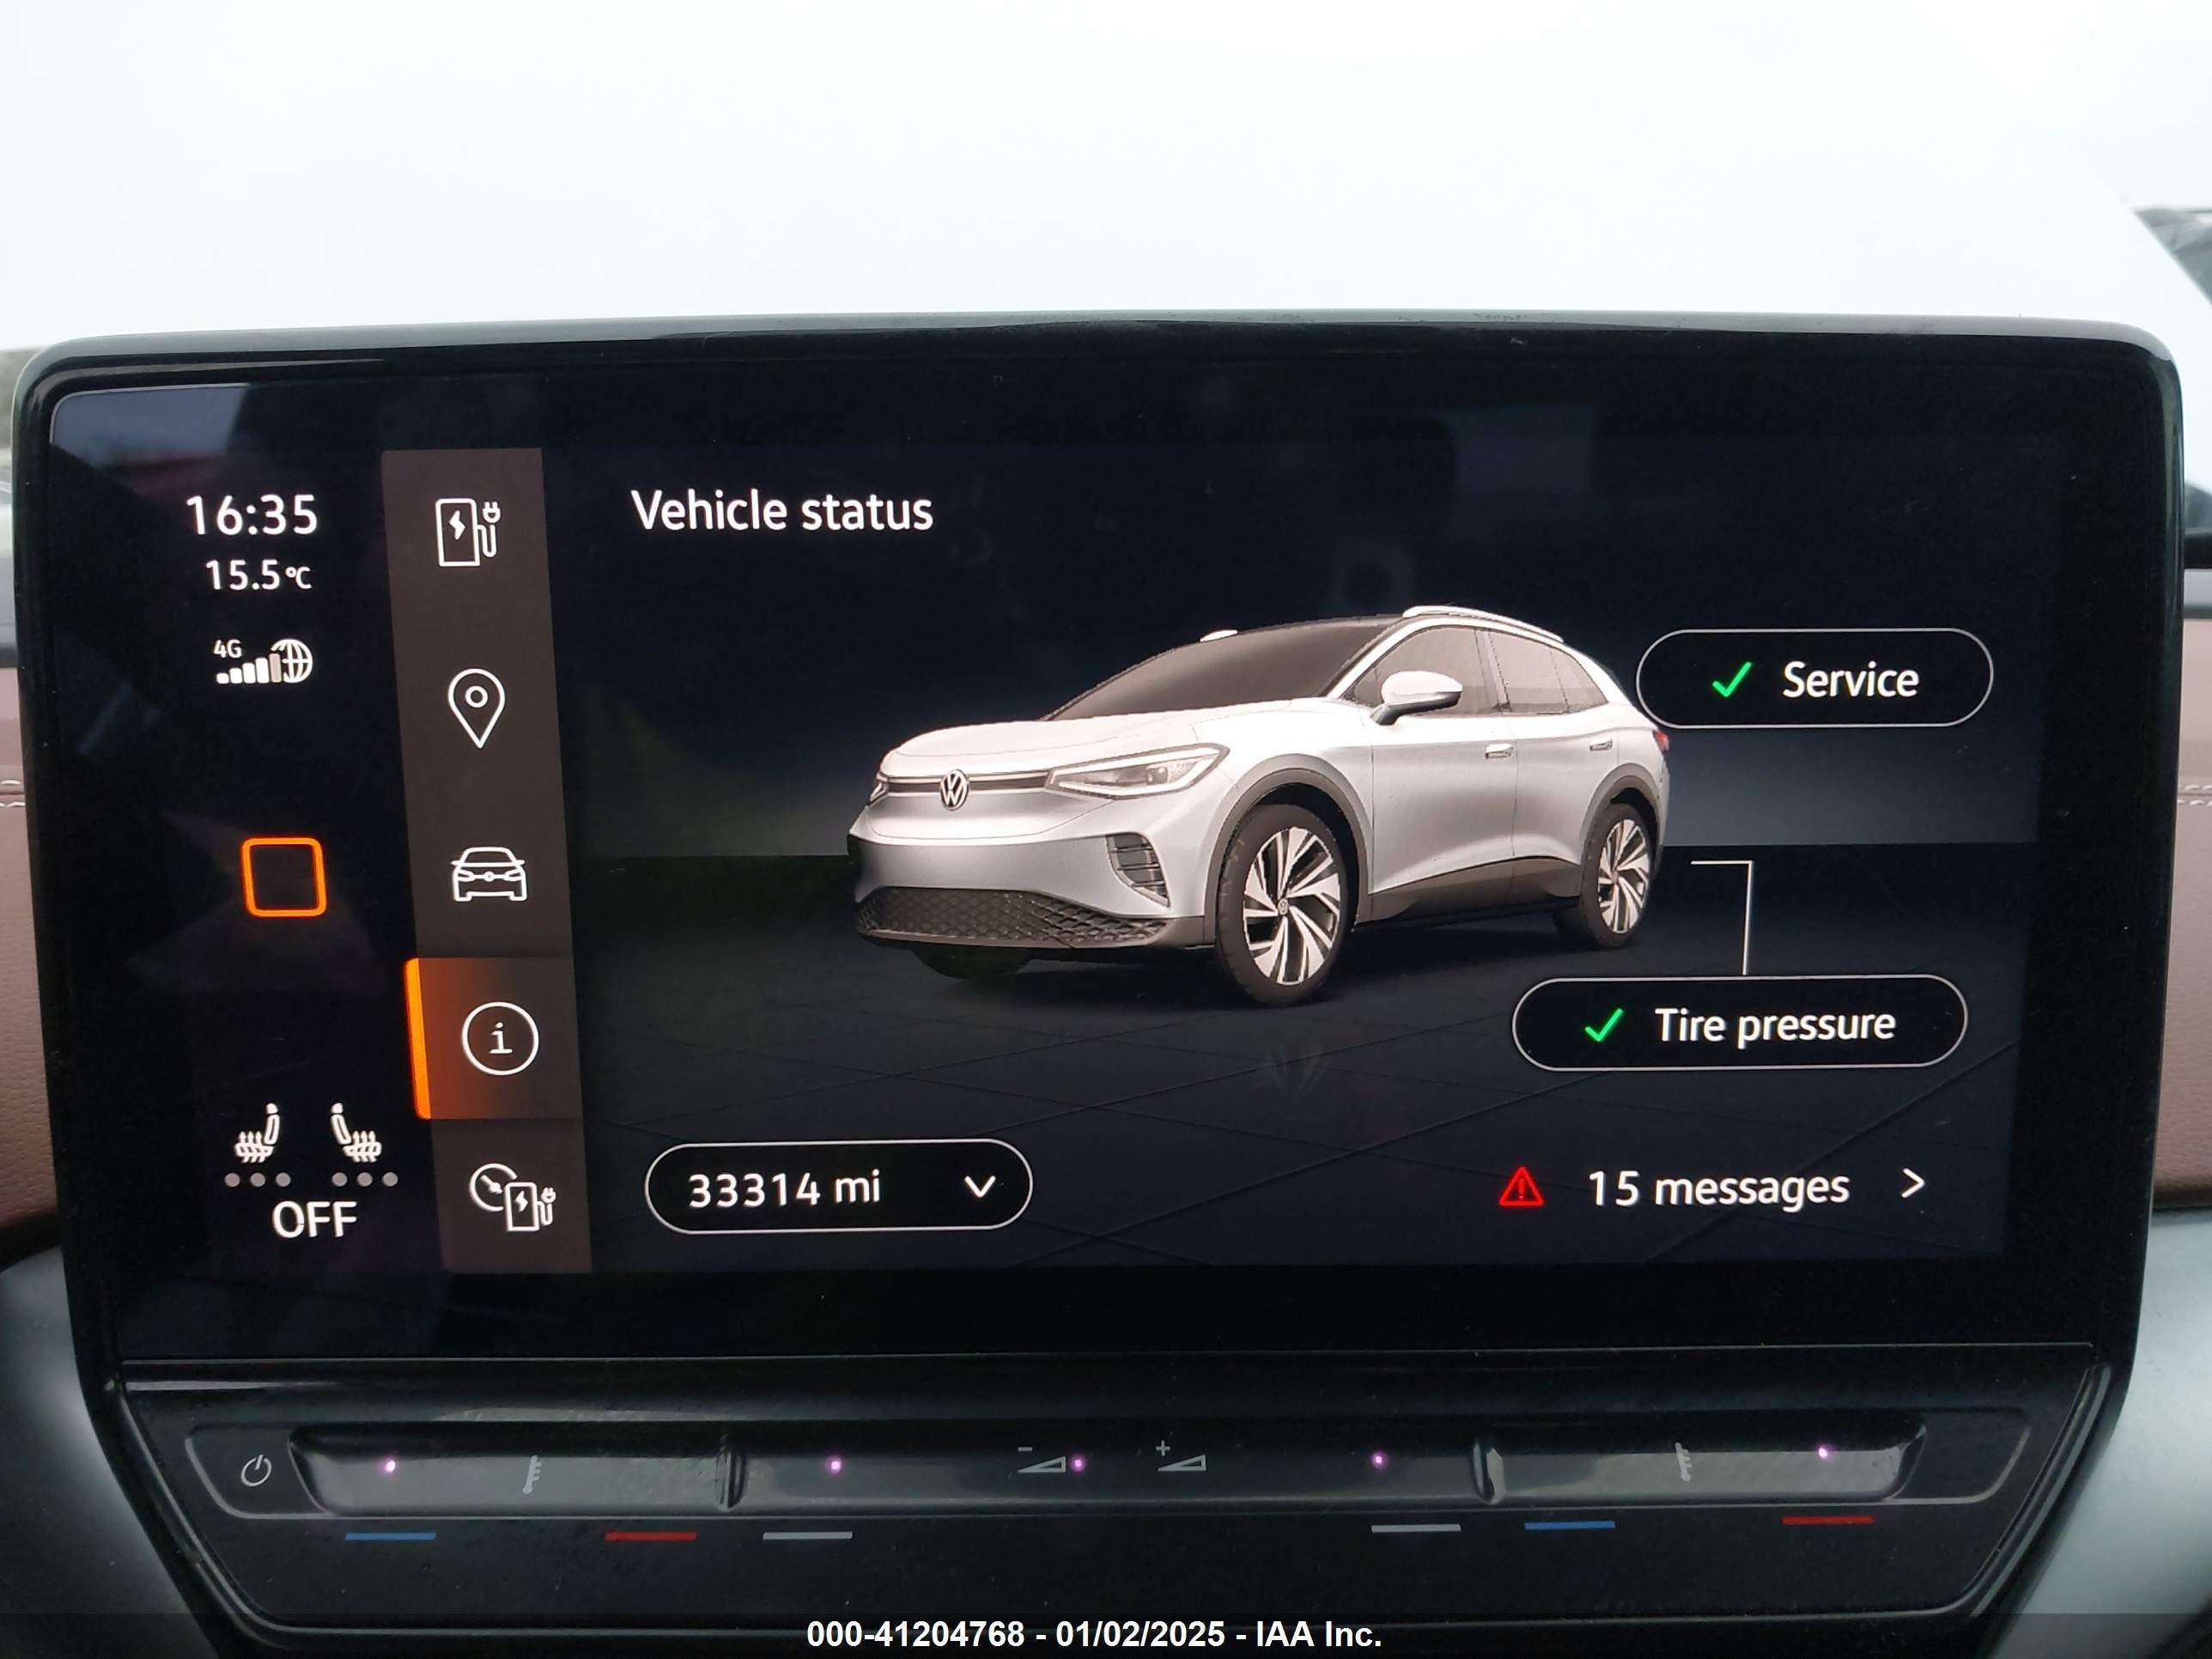 16:35
15.5°C
4G
Vehicle status
Service
Tire pressure
33314 mi
15 messages
OFF
000-41204768 - 01/02/2025 - IAA Inc.